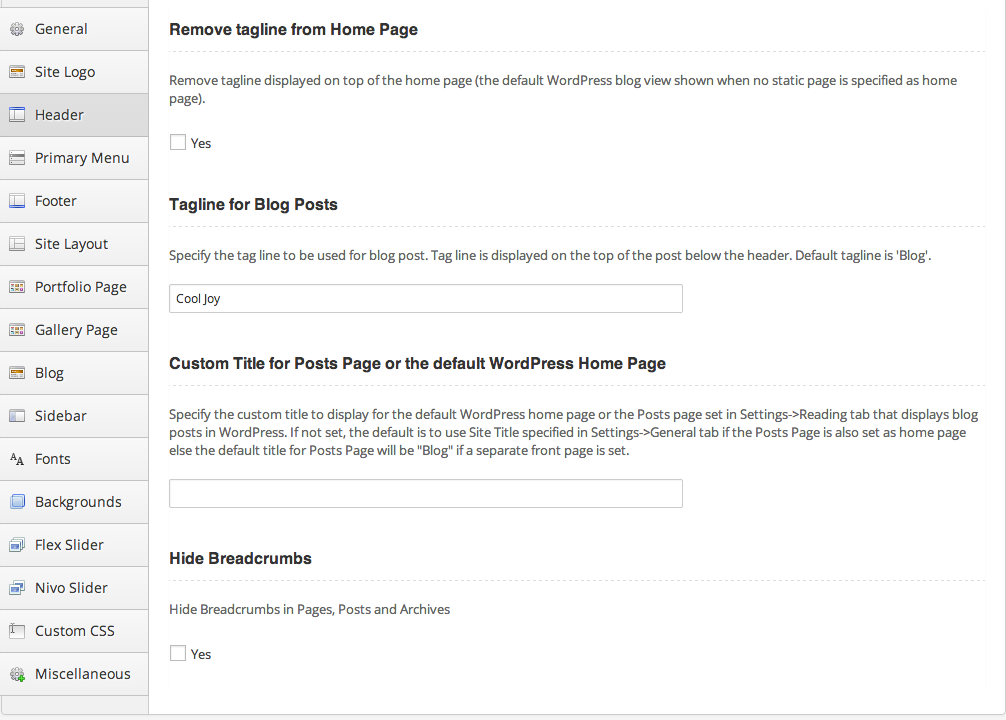 General
Site Logo
Header
Primary Menu
Footer
Site Layout
Portfolio Page
Gallery Page
Blog
Sidebar
Fonts
Backgrounds
Flex Slider
Nivo Slider
Custom CSS
Miscellaneous
Remove tagline from Home Page
Remove tagline displayed on top of the home page (the default WordPress blog view shown when no static page is specified as home
page).
Yes
Tagline for Blog Posts
Specify the tag line to be used for blog post. Tag line is displayed on the top of the post below the header. Default tagline is 'Blog'.
Cool Joy
Custom Title for Posts Page or the default WordPress Home Page
Specify the custom title to display for the default WordPress home page or the Posts page set in Settings->Reading tab that displays blog
posts in WordPress. If not set, the default is to use Site Title specified in Settings->General tab if the Posts Page is also set as home page
else the default title for Posts Page will be "Blog" if a separate front page is set.
Hide Breadcrumbs
Hide Breadcrumbs in Pages, Posts and Archives
Yes